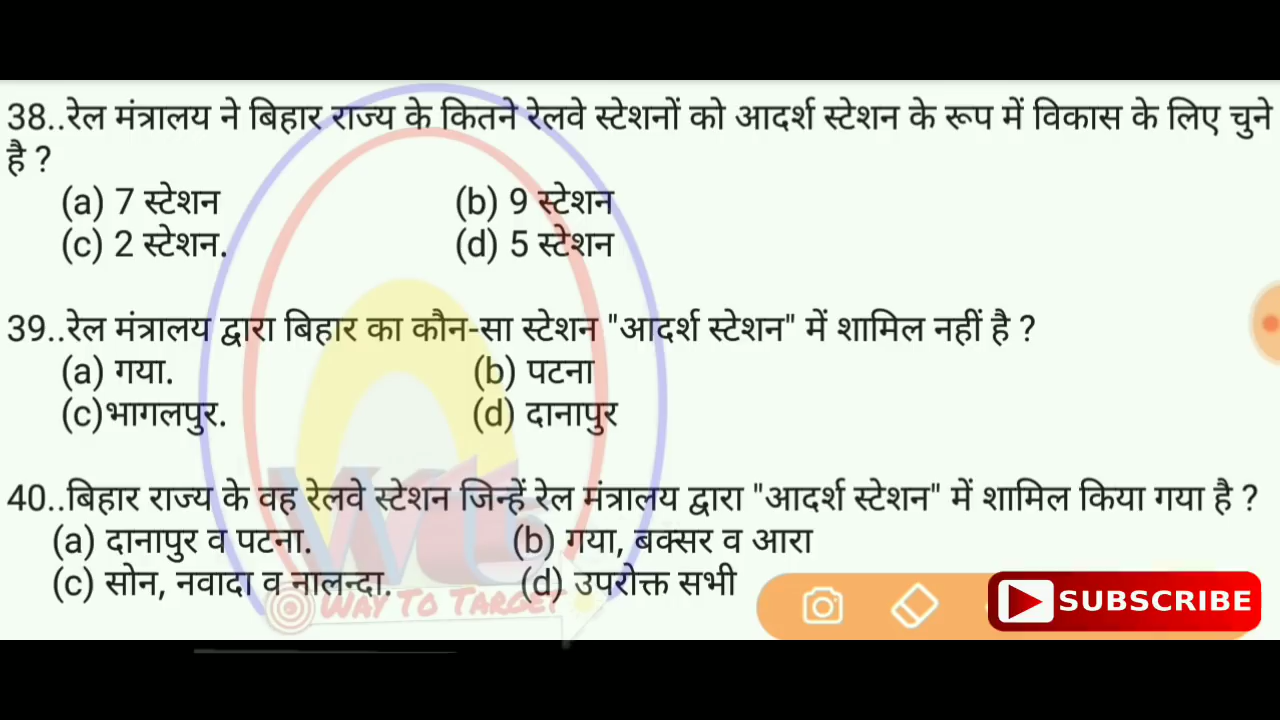 38..रेल मंत्रालय ने बिहार राज्य के कितने रेलवे स्टेशनों को आदर्श स्टेशन के रूप में विकास के लिए चुने
है ?
(a) 7 स्टेशन (b) 9 स्टेशन
(c) 2 स्टेशन. (d) 5 स्टेशन
39..रेल मंत्रालय द्वारा बिहार का कौन-सा स्टेशन "आदर्श स्टेशन" में शामिल नहीं है ?
(a) गया. (b) पटना
(c)भागलपुर. (d) दानापुर
40..बिहार राज्य के वह रेलवे स्टेशन जिन्हें रेल मंत्रालय द्वारा "आदर्श स्टेशन" में शामिल किया गया है ?
(a) दानापुर व पटना. (b) गया, बक्सर व आरा
(c) सोन, नवादा व नालन्दा. (d) उपरोक्त सभी
WAY TO TARGET
SUBSCRIBE